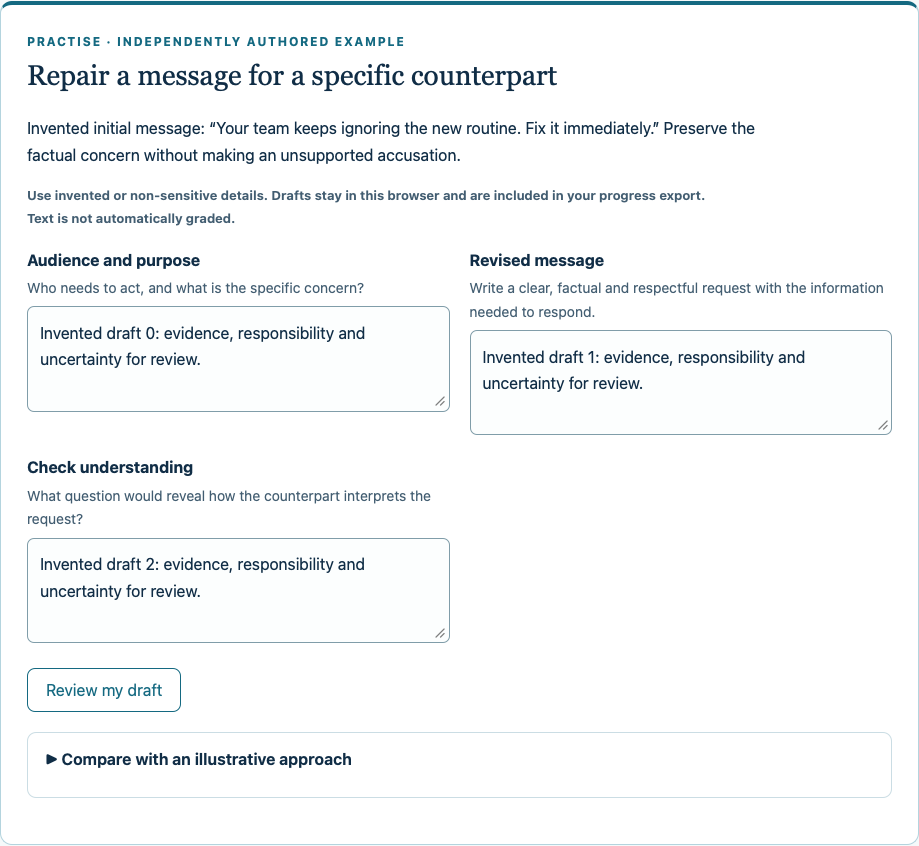 PRACTISE · INDEPENDENTLY AUTHORED EXAMPLE
Repair a message for a specific counterpart
Invented initial message: “Your team keeps ignoring the new routine. Fix it immediately.” Preserve the
factual concern without making an unsupported accusation.
Use invented or non-sensitive details. Drafts stay in this browser and are included in your progress export.
Text is not automatically graded.
Audience and purpose
Who needs to act, and what is the specific concern?
Invented draft 0: evidence, responsibility and
uncertainty for review.
Revised message
Write a clear, factual and respectful request with the information
needed to respond.
Invented draft 1: evidence, responsibility and
uncertainty for review.
Check understanding
What question would reveal how the counterpart interprets the
request?
Invented draft 2: evidence, responsibility and
uncertainty for review.
Review my draft
Compare with an illustrative approach